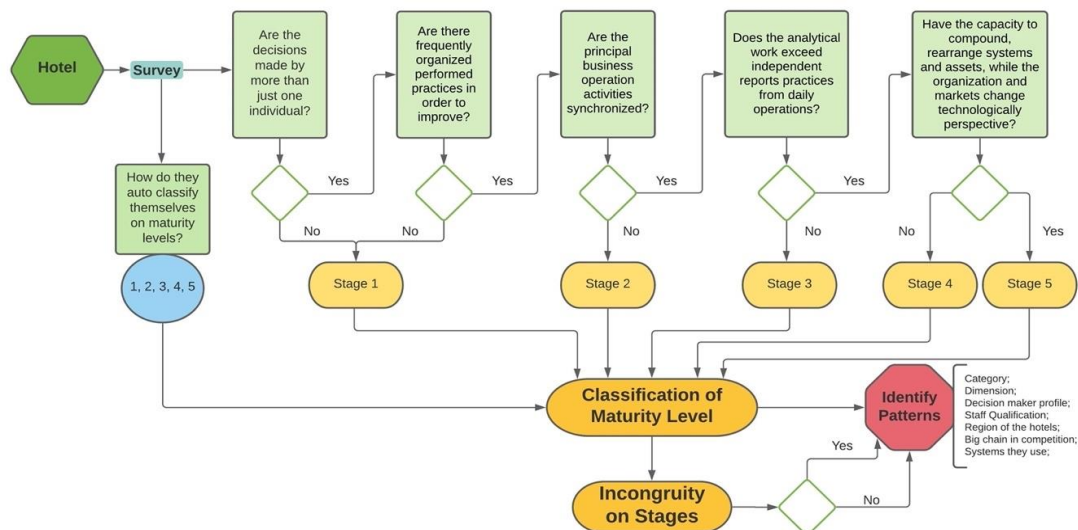 Hotel
Survey
Are the
decisions
made by
more than
just one
individual?
Are there
frequently
organized
performed
practices in
order to
improve?
Are the
principal
business
operation
activities
synchronized?
Does the analytical
work exceed
independent
reports practices
from daily
operations?
Have the capacity to
compound,
rearrange systems
and assets, while the
organization and
markets change
technologically
perspective?
How do they
auto classify
themselves
on maturity
levels?
1, 2, 3, 4, 5
Yes
Yes
Yes
Yes
No
No
No
No
No
Yes
Stage 1
Stage 2
Stage 3
Stage 4
Stage 5
Classification of
Maturity Level
Identify
Patterns
Category;
Dimension;
Decision maker profile;
Staff Qualification;
Region of the hotels;
Big chain in competition;
Systems they use;
Yes
No
Incongruity
on Stages